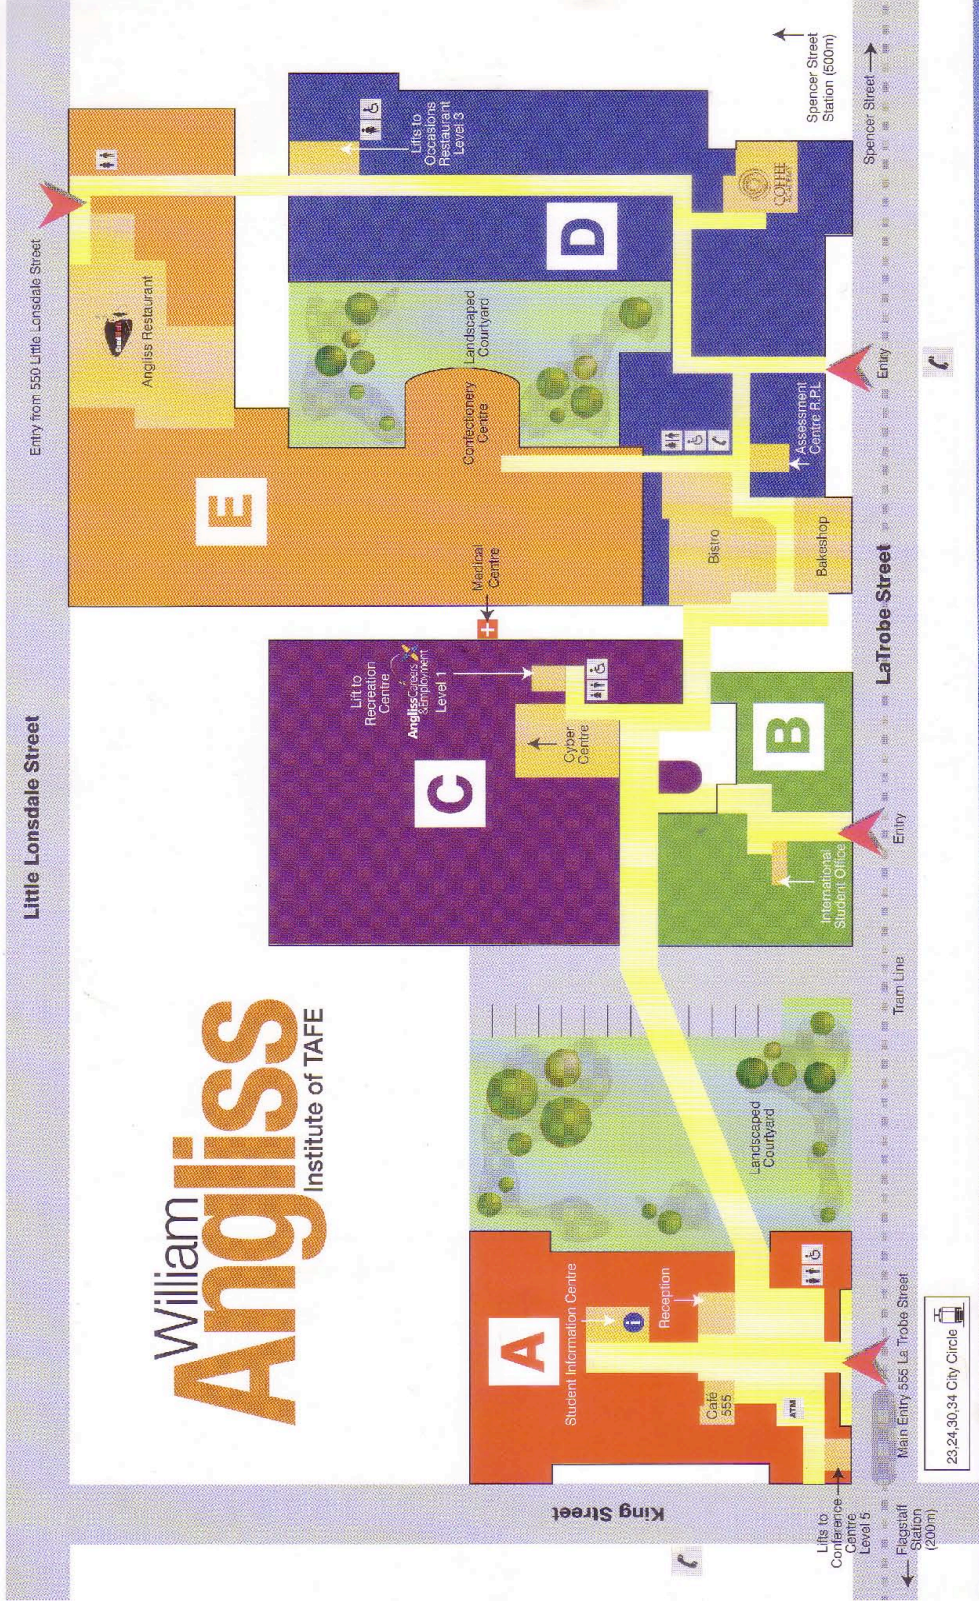 Little Lonsdale Street
Entry from 550 Little Lonsdale Street
William
Angliss
Institute of TAFE
Angliss Restaurant
E
Lifts to
Occasions
Restaurant
Level 3
Landscaped
Courtyard
Confectionery
Centre
D
Medical
Centre
Lift to
Recreation
Centre
AnglissCareers
&Employment
Level 1
C
Cyber
Centre
Bistro
Bakeshop
Assessment
Centre R.P.L
COFFEE
ACADEMY
B
International
Student Office
A
Student Information Centre
i
Reception
Café
555
ATM
Landscaped
Courtyard
King Street
Lifts to
Conference
Centre
Level 5
Flagstaff
Station
(200m)
Main Entry 555 La Trobe Street
Tram Line
Entry
LaTrobe Street
Entry
Spencer Street
Spencer Street
Station (500m)
23,24,30,34 City Circle